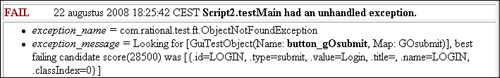 FAIL 22 augustus 2008 18:25:42 CEST Script2.testMain had an unhandled exception.
• exception_name = com.rational.test.ft.ObjectNotFoundException
• exception_message = Looking for [GuiTestObject(Name: button_gOsubmit, Map: GOsubmit)], best
failing candidate score(28500) was [{.id=LOGIN, .type=submit, .value=Login, .title=, .name=LOGIN,
.classIndex=0}]